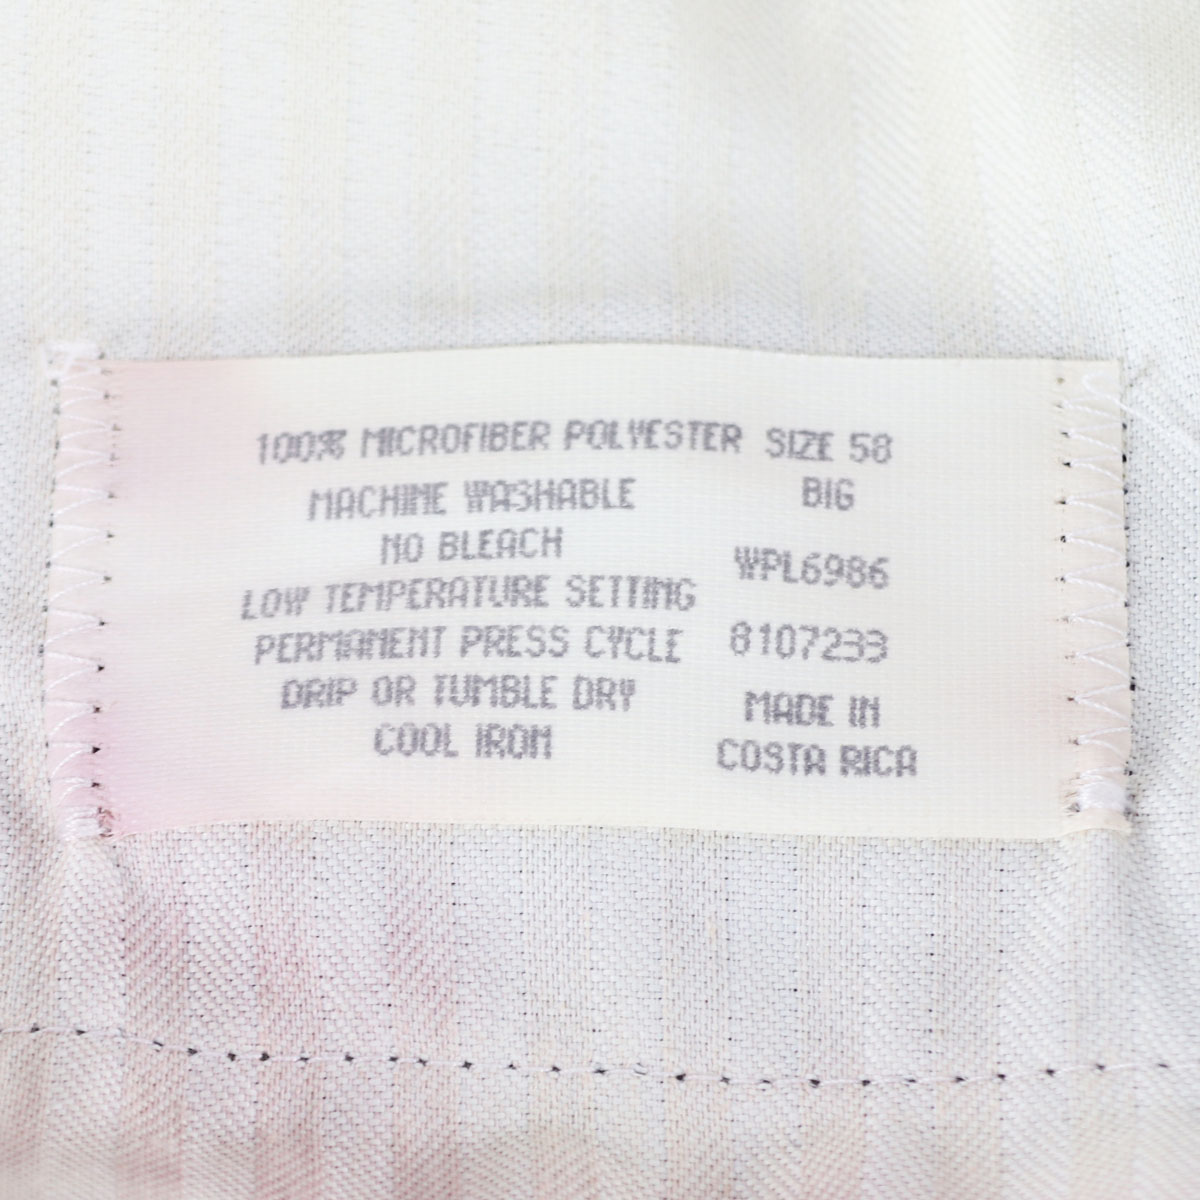 100% MICROFIBER POLYESTER
MACHINE WASHABLE
NO BLEACH
LOW TEMPERATURE SETTING
PERMANENT PRESS CYCLE
DRIP OR TUMBLE DRY
COOL IRON
SIZE 58
BIG
WPL6986
8107233
MADE IN
COSTA RICA